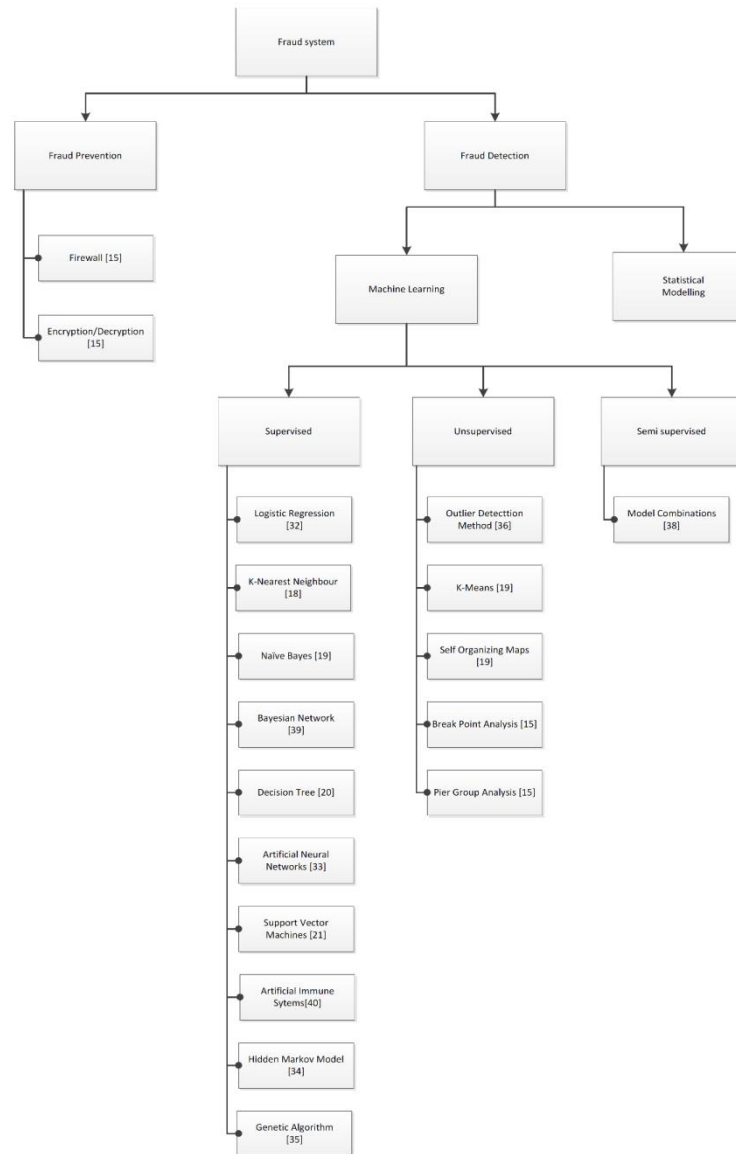 Fraud system
Fraud Prevention
Fraud Detection
Firewall [15]
Encryption/Decryption
[15]
Machine Learning
Statistical
Modelling
Supervised
Unsupervised
Semi supervised
Logistic Regression
[32]
K-Nearest Neighbour
[18]
Naïve Bayes [19]
Bayesian Network
[39]
Decision Tree [20]
Artificial Neural
Networks [33]
Support Vector
Machines [21]
Artificial Immune
Sytems[40]
Hidden Markov Model
[34]
Genetic Algorithm
[35]
Outlier Detecttion
Method [36]
K-Means [19]
Self Organizing Maps
[19]
Break Point Analysis [15]
Pier Group Analysis [15]
Model Combinations
[38]